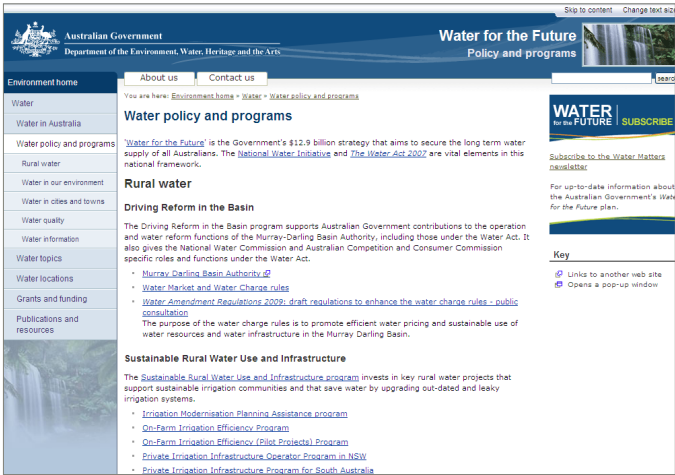 Skip to content Change text size
Australian Government
Department of the Environment, Water, Heritage and the Arts
Water for the Future
Policy and programs
Environment home
About us
Contact us
search
You are here: Environment home » Water » Water policy and programs
Water
Water in Australia
Water policy and programs
Rural water
Water in our environment
Water in cities and towns
Water quality
Water information
Water topics
Water locations
Grants and funding
Publications and
resources
Water policy and programs
'Water for the Future' is the Government's $12.9 billion strategy that aims to secure the long term water
supply of all Australians. The National Water Initiative and The Water Act 2007 are vital elements in this
national framework.
Rural water
Driving Reform in the Basin
The Driving Reform in the Basin program supports Australian Government contributions to the operation
and water reform functions of the Murray-Darling Basin Authority, including those under the Water Act. It
also gives the National Water Commission and Australian Competition and Consumer Commission
specific roles and functions under the Water Act.
• Murray Darling Basin Authority
• Water Market and Water Charge rules
• Water Amendment Regulations 2009: draft regulations to enhance the water charge rules - public
consultation
The purpose of the water charge rules is to promote efficient water pricing and sustainable use of
water resources and water infrastructure in the Murray Darling Basin.
Sustainable Rural Water Use and Infrastructure
The Sustainable Rural Water Use and Infrastructure program invests in key rural water projects that
support sustainable irrigation communities and that save water by upgrading out-dated and leaky
irrigation systems.
• Irrigation Modernisation Planning Assistance program
• On-Farm Irrigation Efficiency Program
• On-Farm Irrigation Efficiency (Pilot Projects) Program
• Private Irrigation Infrastructure Operator Program in NSW
• Private Irrigation Infrastructure Program for South Australia
WATER
for the FUTURE
SUBSCRIBE
Subscribe to the Water Matters
newsletter
For up-to-date information about
the Australian Government's Wate
for the Future plan.
Key
Links to another web site
Opens a pop-up window